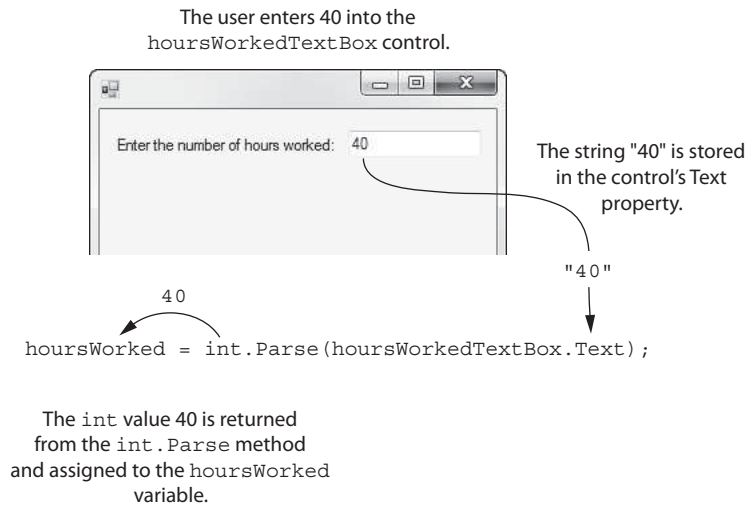 The user enters 40 into the
hoursWorkedTextBox control.
Enter the number of hours worked: 40
The string "40" is stored
in the control's Text
property.
"40"
40
hoursWorked = int.Parse(hoursWorkedTextBox.Text);
The int value 40 is returned
from the int.Parse method
and assigned to the hoursWorked
variable.